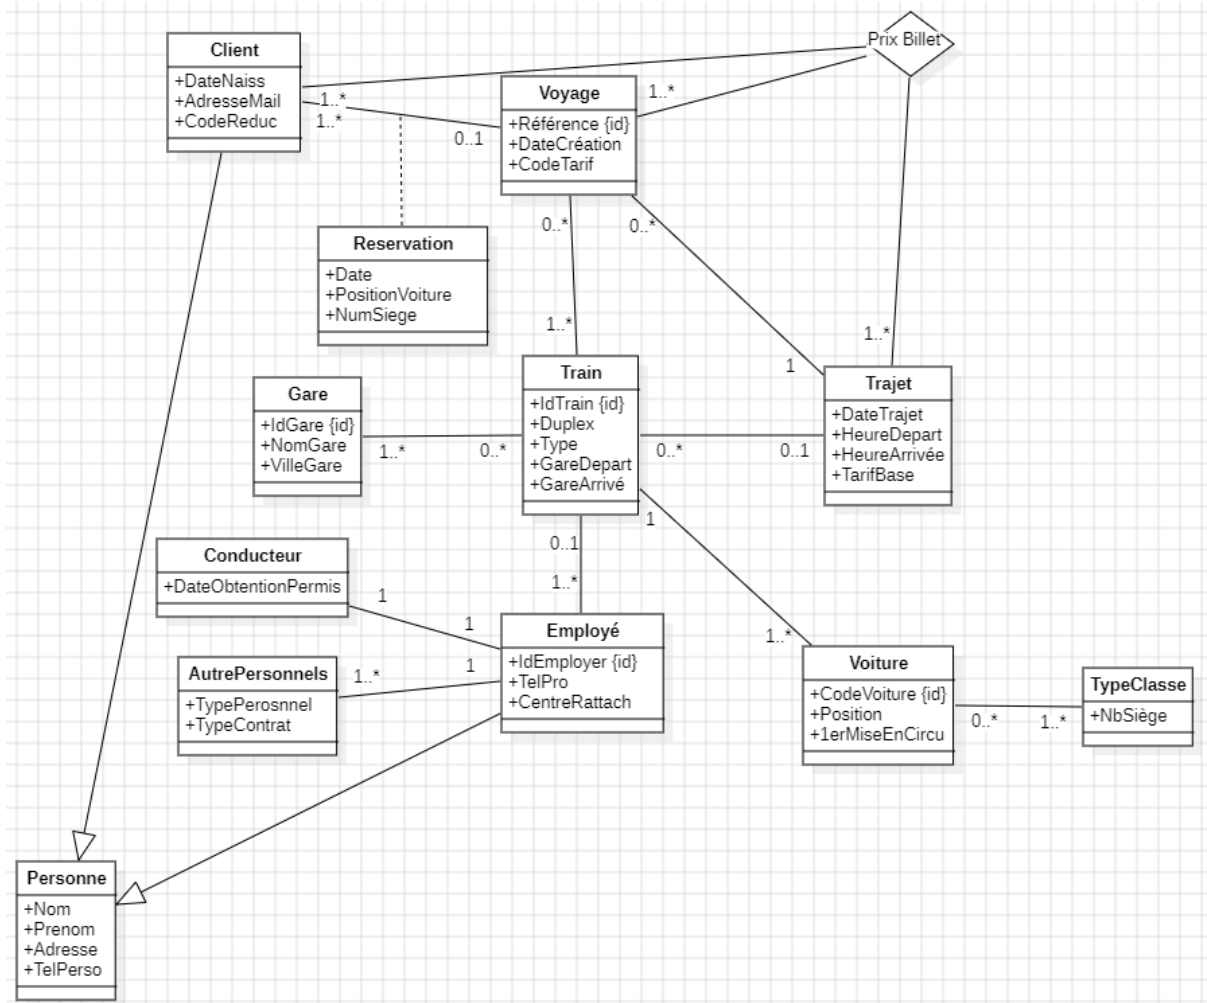 Prix Billet
Client
+DateNaiss
+AdresseMail
+CodeReduc
1..*
1..*
0..1
Voyage
+Référence {id}
+DateCréation
+CodeTarif
1..*
0..*
0..*
Reservation
+Date
+PositionVoiture
+NumSiege
1..*
1
1..*
Gare
+IdGare {id}
+NomGare
+VilleGare
1..*
0..*
Train
+IdTrain {id}
+Duplex
+Type
+GareDepart
+GareArrivé
0..*
0..1
Trajet
+DateTrajet
+HeureDepart
+HeureArrivée
+TarifBase
1
0..1
1..*
Conducteur
+DateObtentionPermis
1
1
AutrePersonnels
+TypePerosnnel
+TypeContrat
1..*
1
Employé
+IdEmployer {id}
+TelPro
+CentreRattach
1..*
Voiture
+CodeVoiture {id}
+Position
+1erMiseEnCircu
0..*
1..*
TypeClasse
+NbSiège
Personne
+Nom
+Prenom
+Adresse
+TelPerso